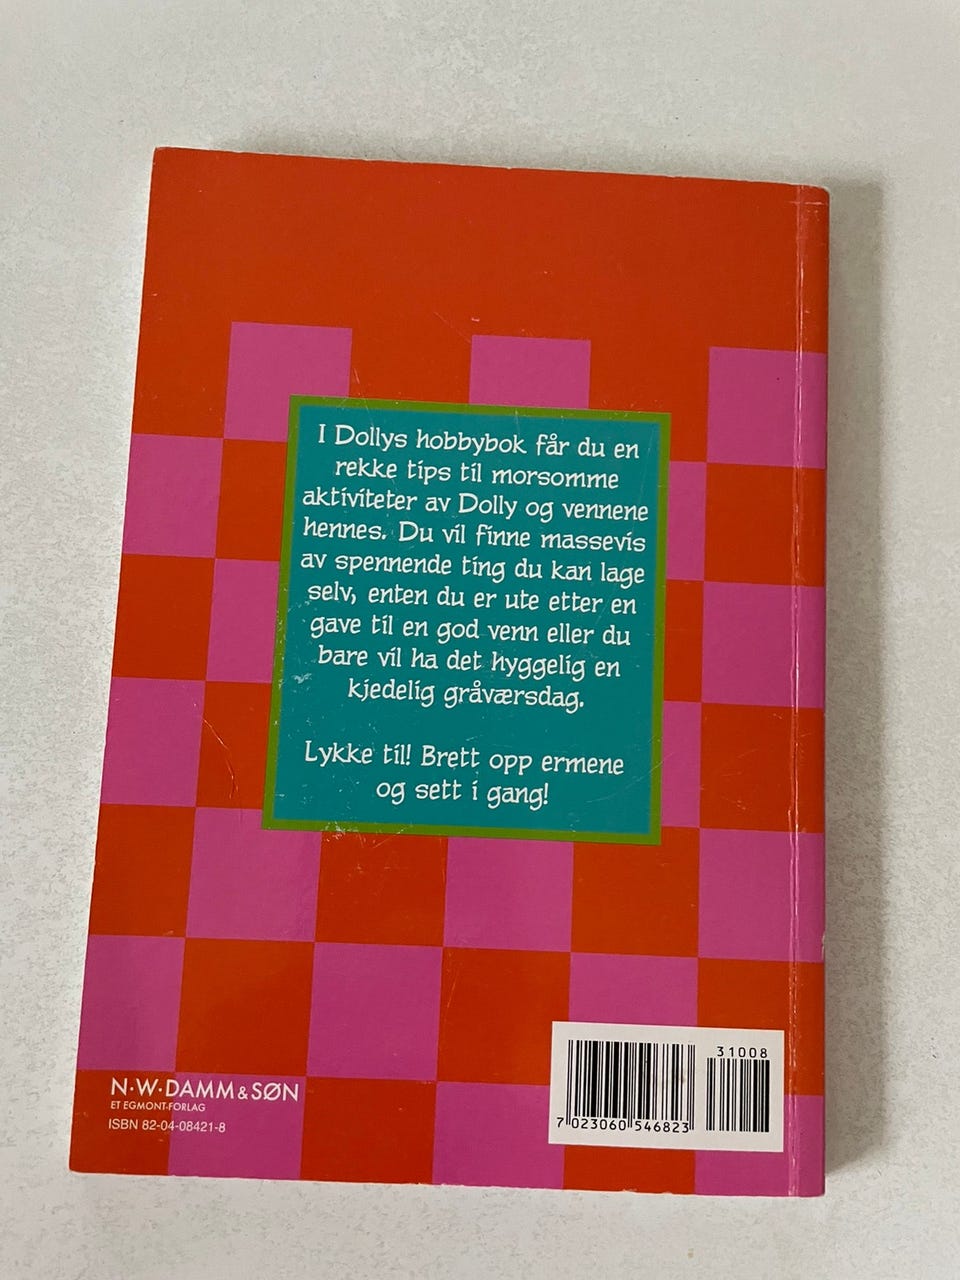 I Dollys hobbybok får du en
rekke tips til morsomme
aktiviteter av Dolly og vennene
hennes. Du vil finne massevis
av spennende ting du kan lage
selv, enten du er ute etter en
gave til en god venn eller du
bare vil ha det hyggelig en
kjedelig gråværsdag.
Lykke til! Brett opp ermene
og sett i gang!
N·W·DAMM & SØN
ET EGMONT-FORLAG
ISBN 82-04-08421-8
31008
7 023060 546823